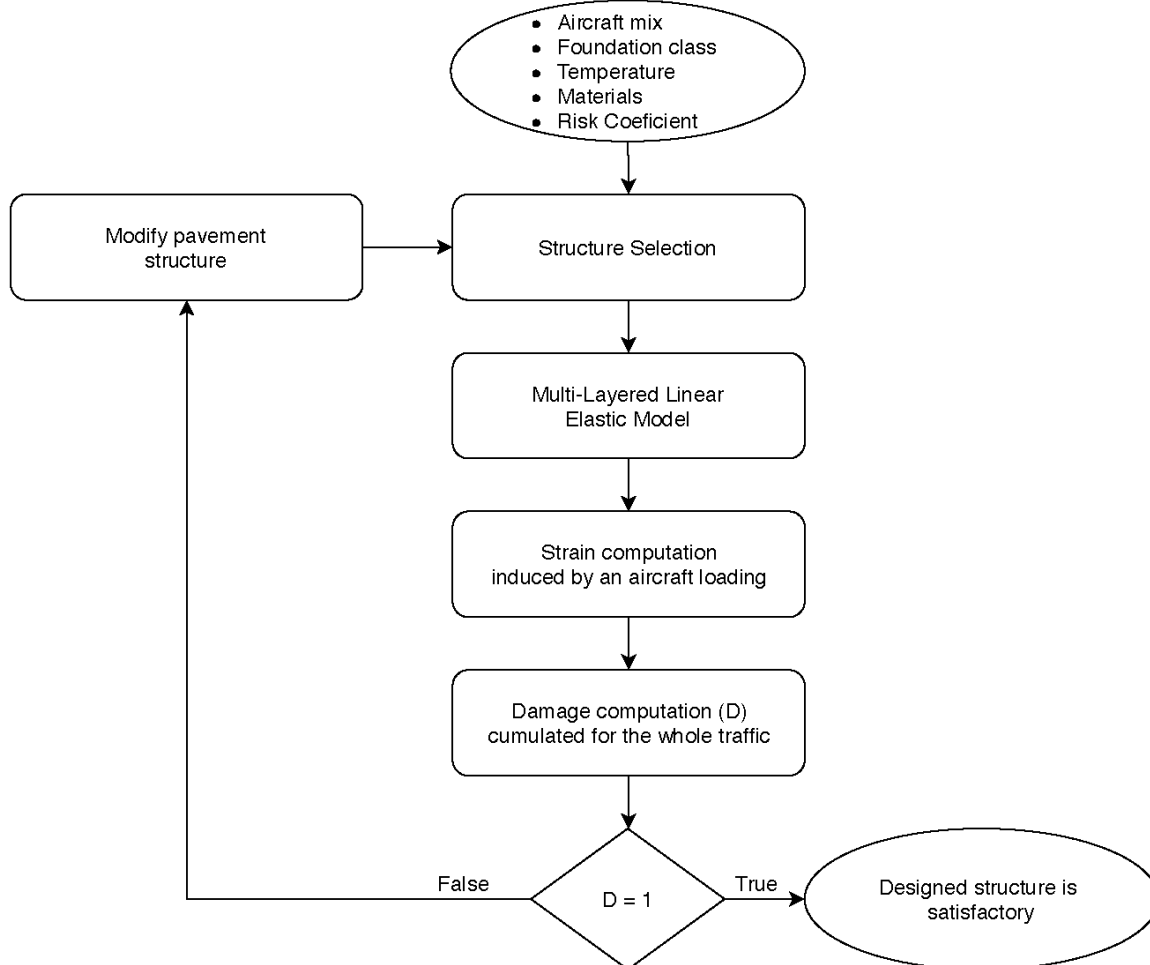 • Aircraft mix
• Foundation class
• Temperature
• Materials
• Risk Coeficient
Modify pavement
structure
Structure Selection
Multi-Layered Linear
Elastic Model
Strain computation
induced by an aircraft loading
Damage computation (D)
cumulated for the whole traffic
False
D = 1
True
Designed structure is
satisfactory